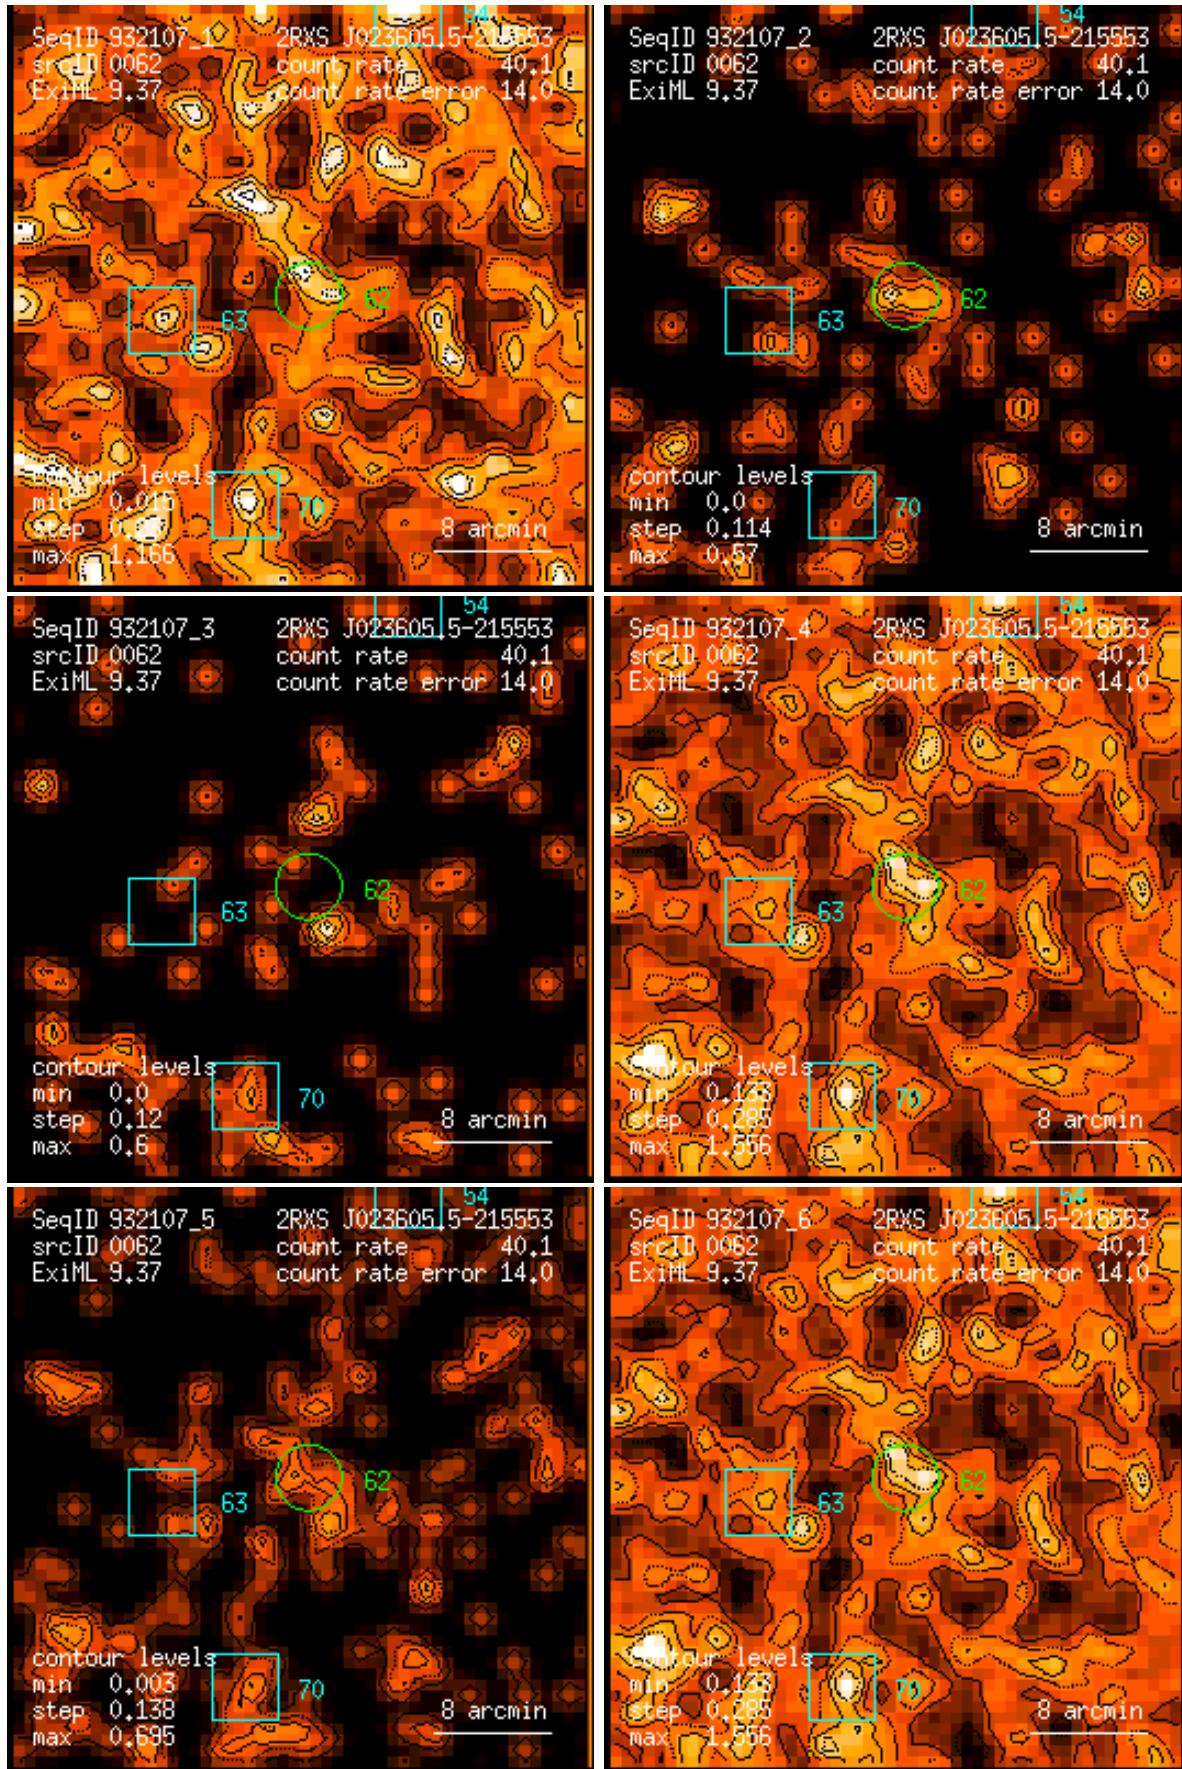 54
SeqID 932107_1 2RXS J023605.5-215553
srcID 0062 count rate 40.1
ExiML 9.37 count rate error 14.0
62
63
contour levels
min 0.015
70
step
8 arcmin
max 1.166
54
SeqID 932107_2 2RXS J023605.5-215553
srcID 0062 count rate 40.1
ExiML 9.37 count rate error 14.0
62
63
contour levels
min 0.0
70
step 0.114
8 arcmin
max 0.57
54
SeqID 932107_3 2RXS J023605.5-215553
srcID 0062 count rate 40.1
ExiML 9.37 count rate error 14.0
62
63
contour levels
min 0.0
70
step 0.12
8 arcmin
max 0.6
54
SeqID 932107_4 2RXS J023605.5-215553
srcID 0062 count rate 40.1
ExiML 9.37 count rate error 14.0
62
63
contour levels
min 0.133
70
step 0.285
8 arcmin
max 1.556
54
SeqID 932107_5 2RXS J023605.5-215553
srcID 0062 count rate 40.1
ExiML 9.37 count rate error 14.0
62
63
contour levels
min 0.003
70
step 0.138
8 arcmin
max 0.695
54
SeqID 932107_6 2RXS J023605.5-215553
srcID 0062 count rate 40.1
ExiML 9.37 count rate error 14.0
62
63
contour levels
min 0.133
70
step 0.285
8 arcmin
max 1.556